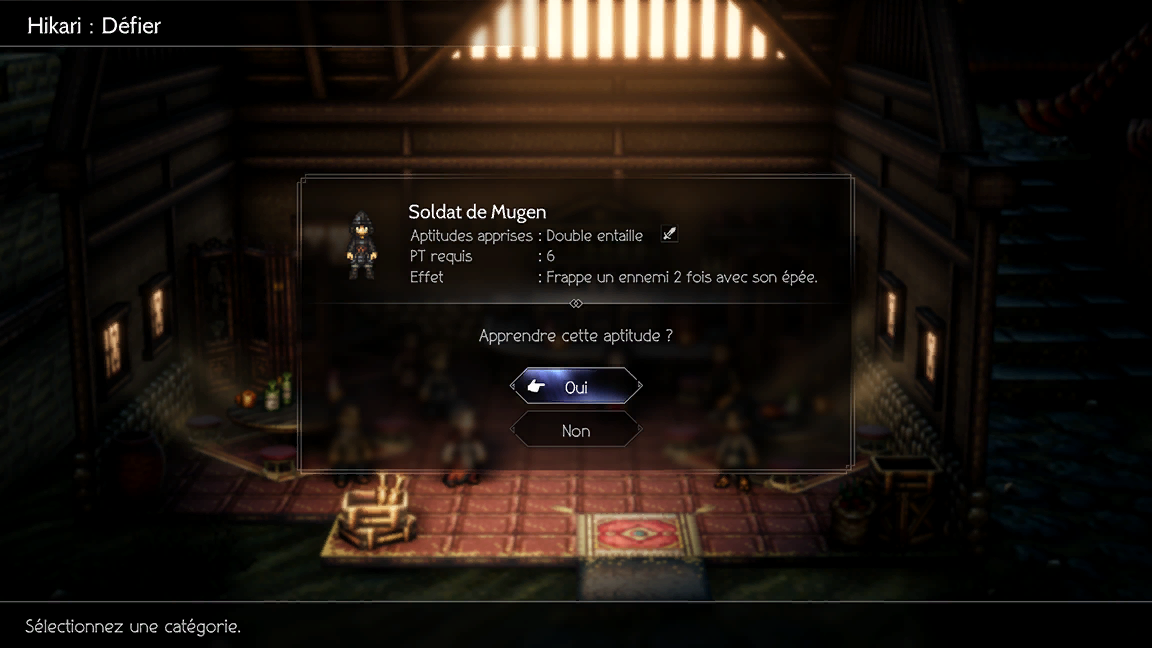 Hikari : Défier
Soldat de Mugen
Aptitudes apprises : Double entaille
PT requis : 6
Effet : Frappe un ennemi 2 fois avec son épée.
Apprendre cette aptitude ?
Oui
Non
Sélectionnez une catégorie.